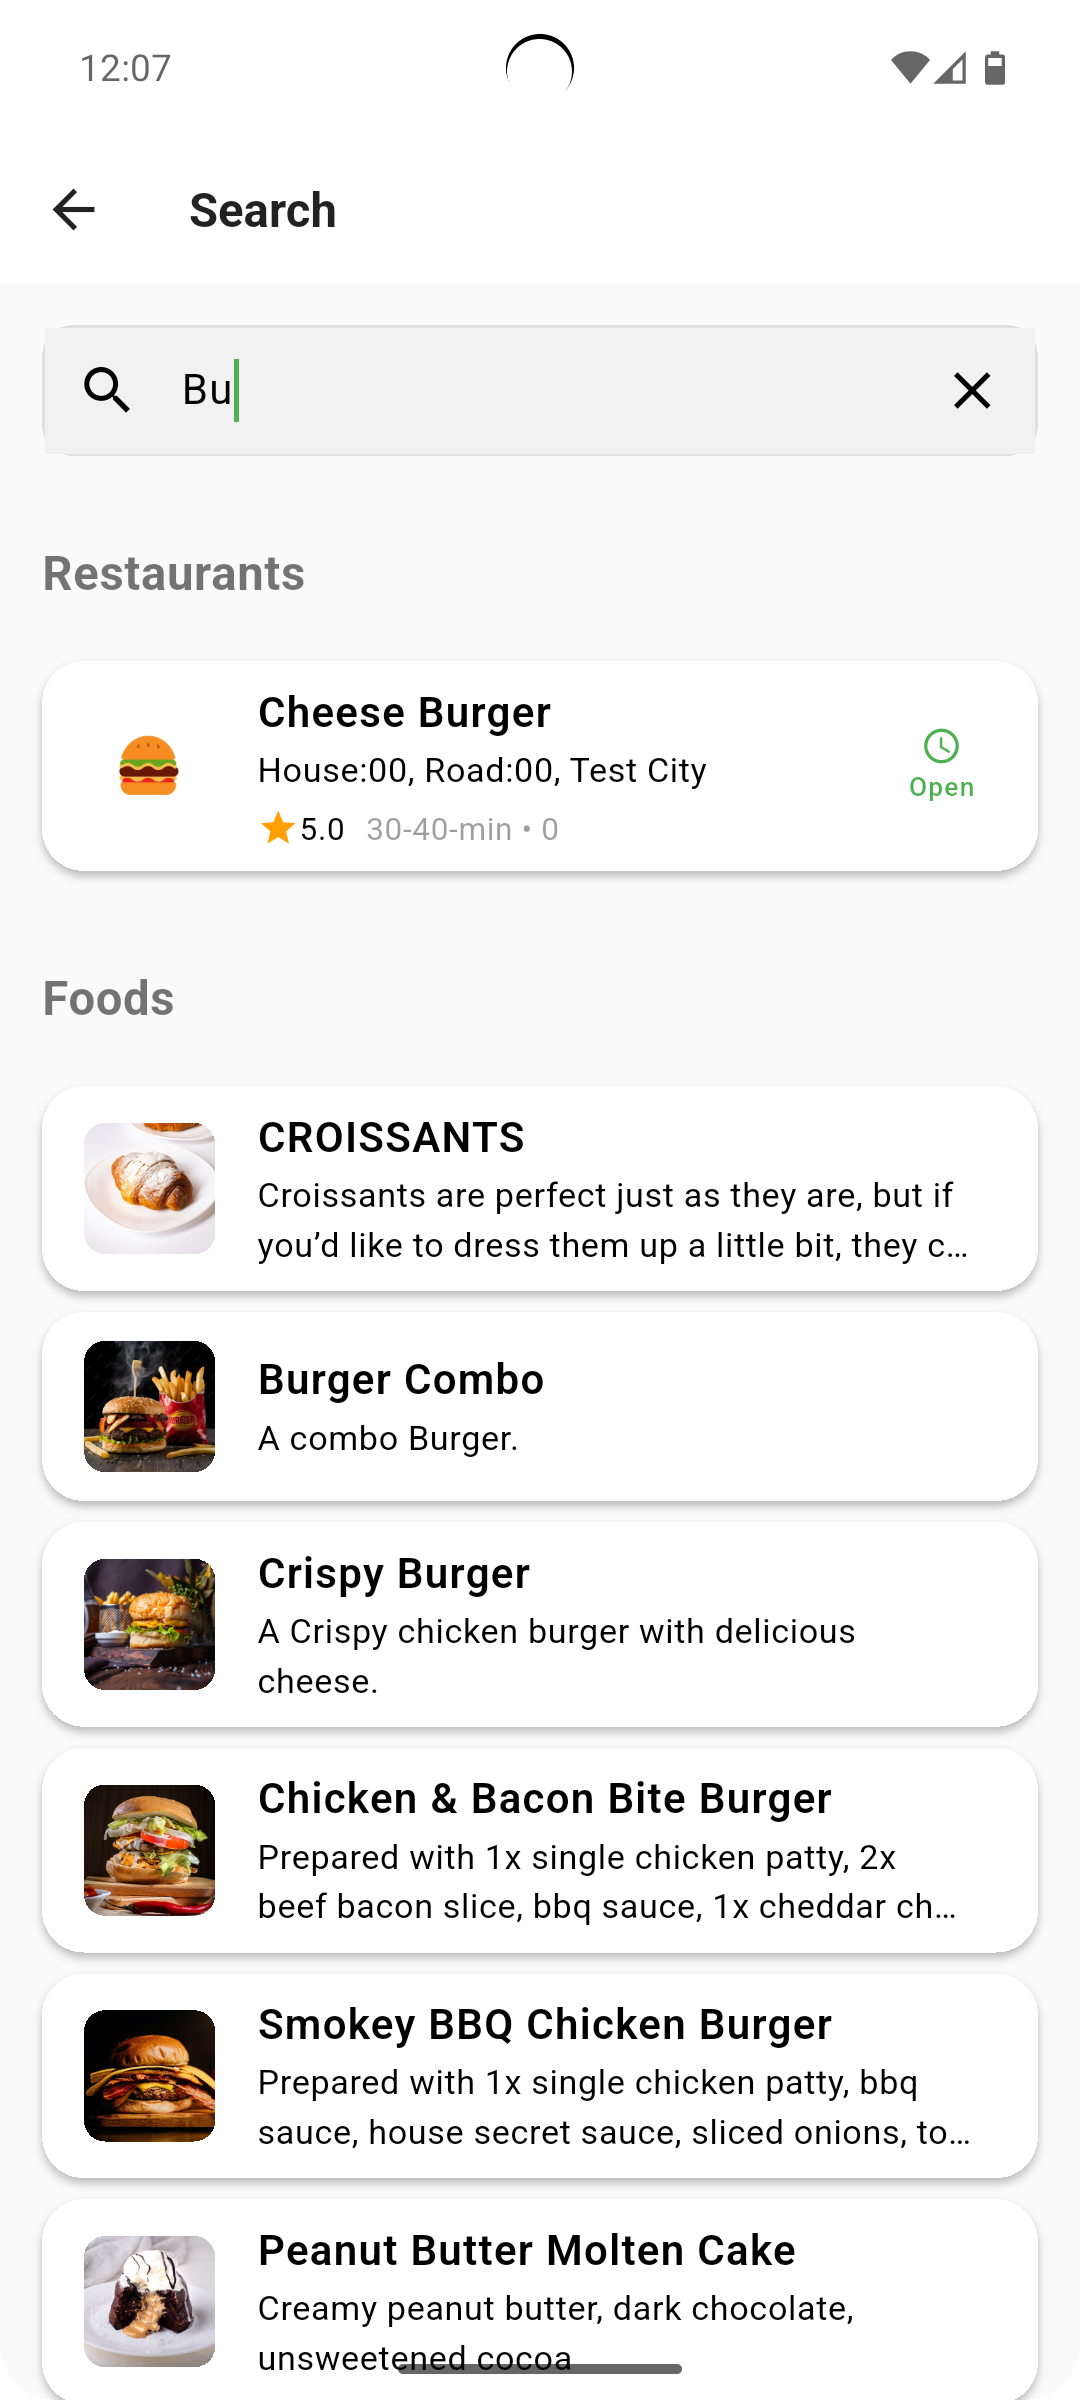 12:07
Search
Bu
Restaurants
Cheese Burger
House:00, Road:00, Test City
5.0 30-40-min • 0
Open
Foods
CROISSANTS
Croissants are perfect just as they are, but if
you’d like to dress them up a little bit, they c…
Burger Combo
A combo Burger.
Crispy Burger
A Crispy chicken burger with delicious
cheese.
Chicken & Bacon Bite Burger
Prepared with 1x single chicken patty, 2x
beef bacon slice, bbq sauce, 1x cheddar ch…
Smokey BBQ Chicken Burger
Prepared with 1x single chicken patty, bbq
sauce, house secret sauce, sliced onions, to…
Peanut Butter Molten Cake
Creamy peanut butter, dark chocolate,
unsweetened cocoa